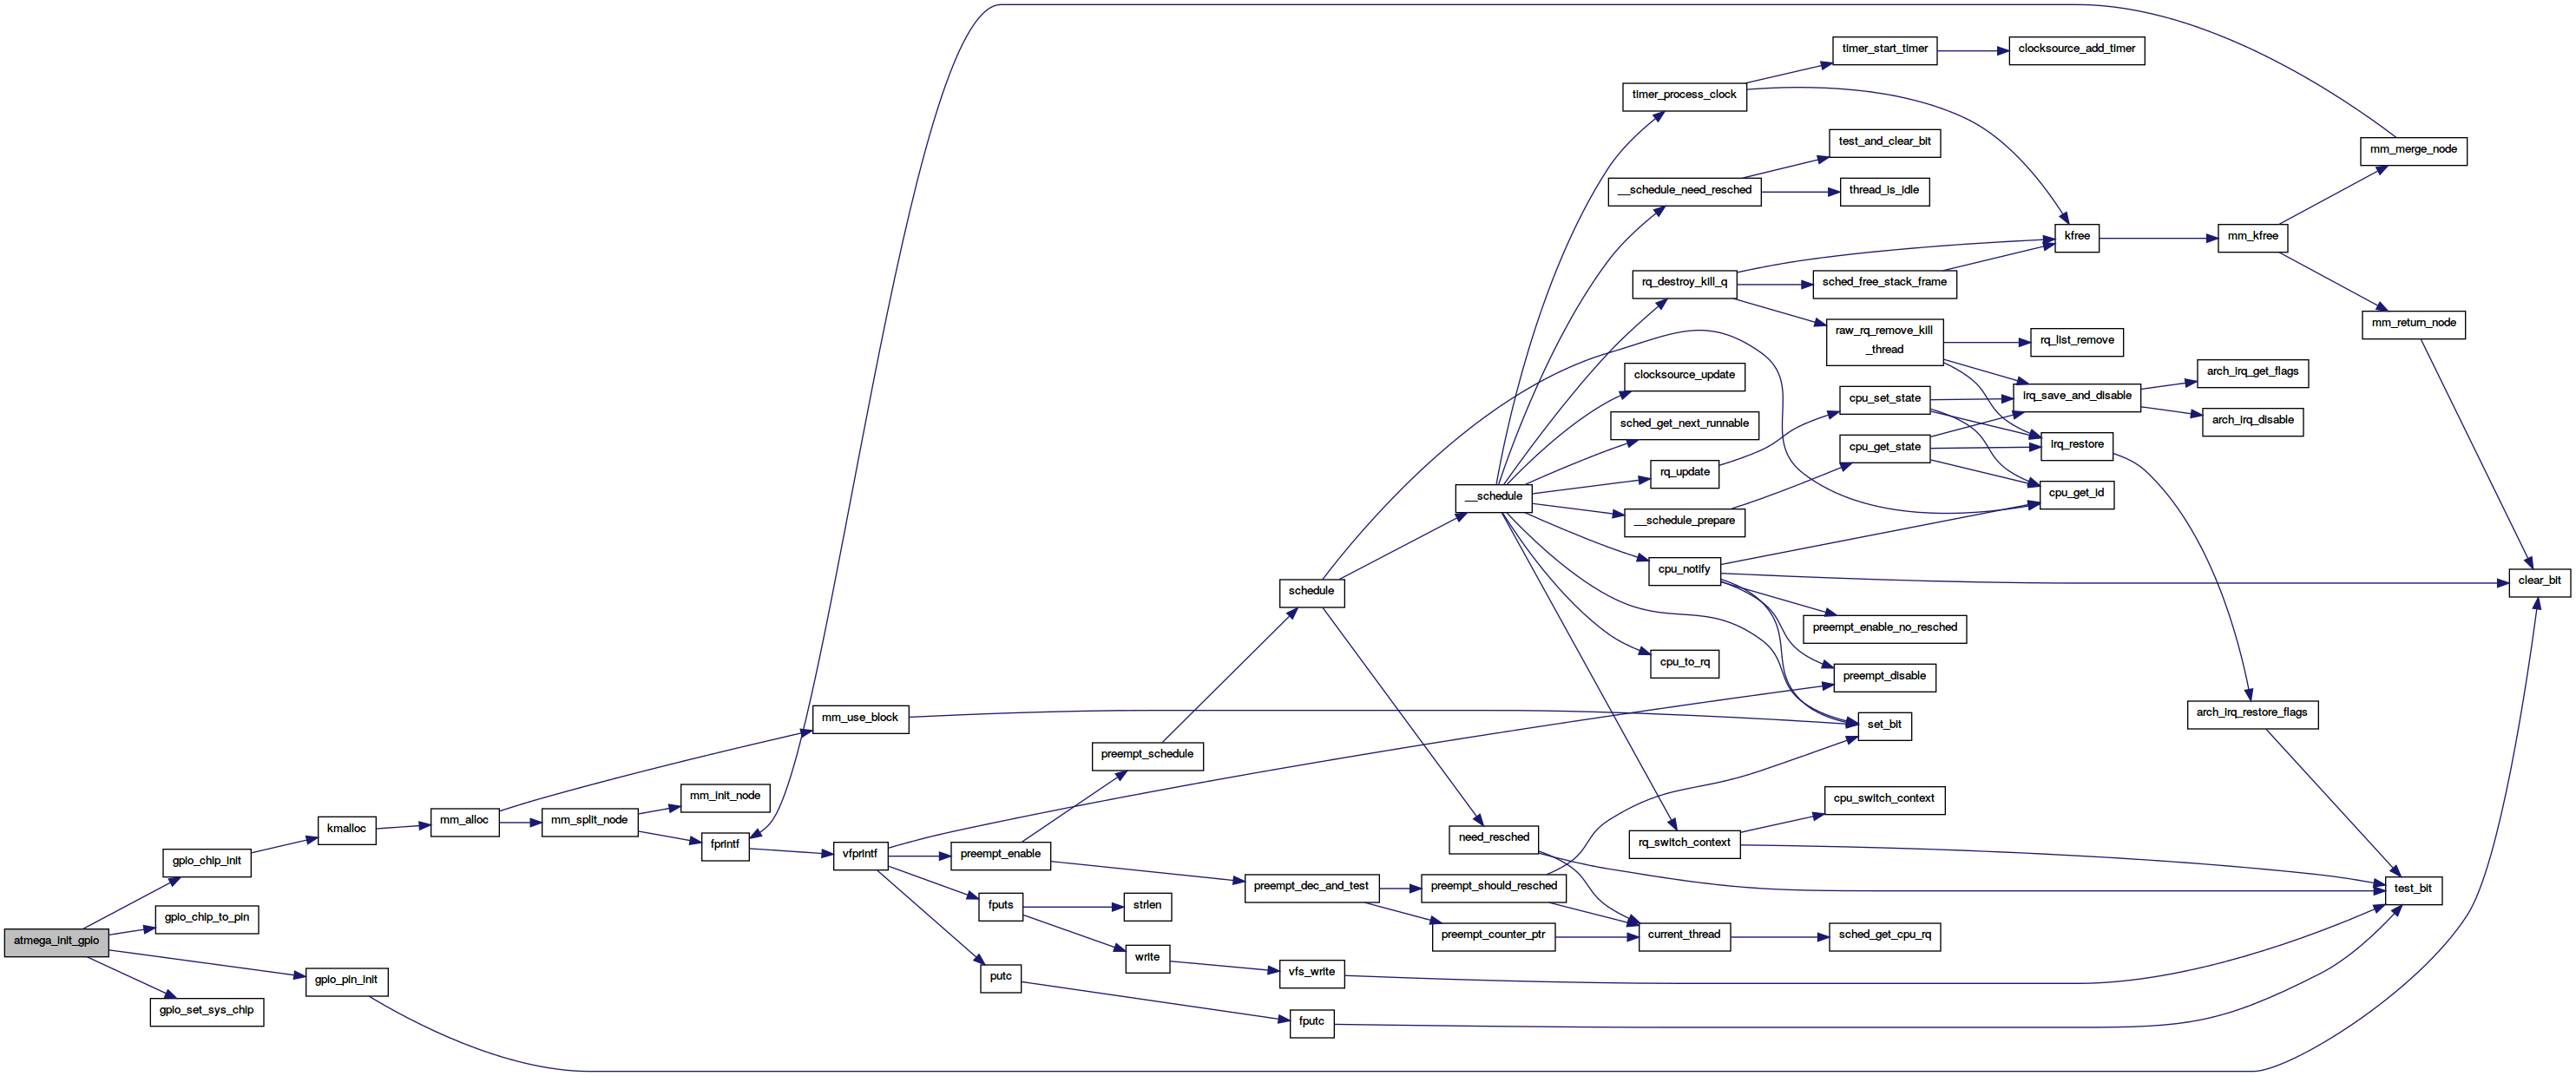 timer_start_timer
clocksource_add_timer
timer_process_clock
test_and_clear_bit
mm_merge_node
__schedule_need_resched
thread_is_idle
kfree
mm_kfree
rq_destroy_kill_q
sched_free_stack_frame
mm_return_node
raw_rq_remove_kill
_thread
rq_list_remove
clocksource_update
arch_irq_get_flags
cpu_set_state
irq_save_and_disable
sched_get_next_runnable
arch_irq_disable
cpu_get_state
irq_restore
rq_update
__schedule
cpu_get_id
__schedule_prepare
cpu_notify
clear_bit
schedule
preempt_enable_no_resched
cpu_to_rq
preempt_disable
mm_use_block
set_bit
arch_irq_restore_flags
preempt_schedule
mm_init_node
cpu_switch_context
kmalloc
mm_alloc
mm_split_node
fprintf
need_resched
rq_switch_context
gpio_chip_init
vfprintf
preempt_enable
preempt_dec_and_test
preempt_should_resched
test_bit
fputs
strlen
gpio_chip_to_pin
atmega_init_gpio
preempt_counter_ptr
current_thread
sched_get_cpu_rq
write
gpio_pin_init
putc
vfs_write
gpio_set_sys_chip
fputc